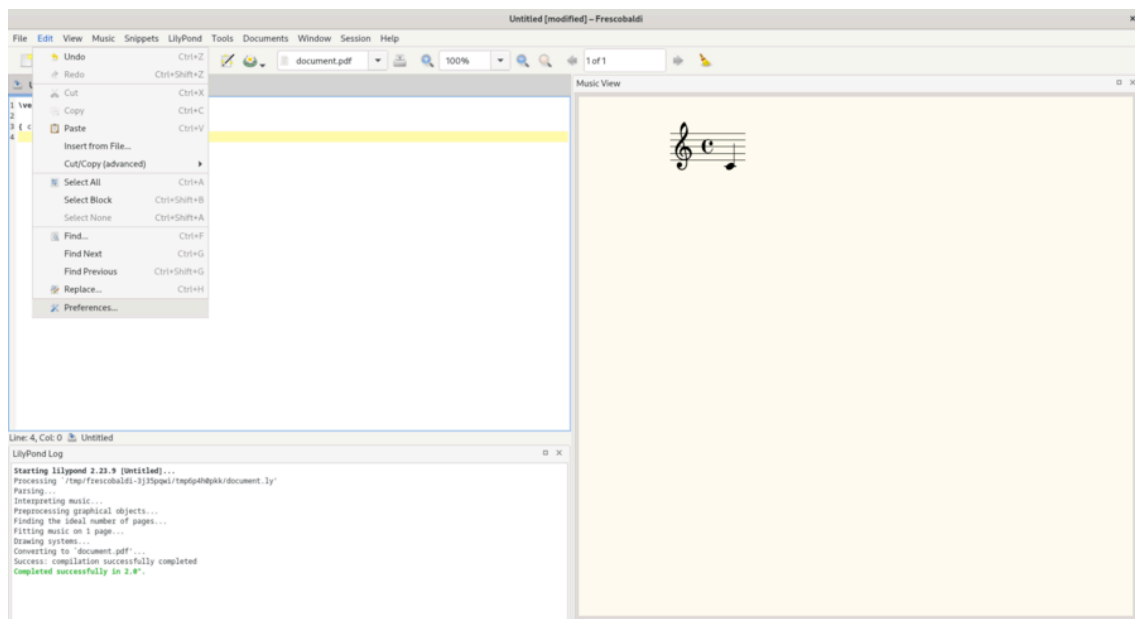 Untitled [modified] – Frescobaldi
File Edit View Music Snippets LilyPond Tools Documents Window Session Help
document.pdf 100% 1 of 1
Undo Ctrl+Z
Redo Ctrl+Shift+Z
Cut Ctrl+X
Copy Ctrl+C
Paste Ctrl+V
Insert from File...
Cut/Copy (advanced)
Select All Ctrl+A
Select Block Ctrl+Shift+B
Select None Ctrl+Shift+A
Find... Ctrl+F
Find Next Ctrl+G
Find Previous Ctrl+Shift+G
Replace... Ctrl+H
Preferences...
1 \ve
2
3 { c
4
Line: 4, Col: 0 Untitled
LilyPond Log
Starting lilypond 2.23.9 [Untitled]...
Processing `/tmp/frescobaldi-3j35pqwi/tmp6p4h0pkk/document.ly'
Parsing...
Interpreting music...
Preprocessing graphical objects...
Finding the ideal number of pages...
Fitting music on 1 page...
Drawing systems...
Converting to `document.pdf'...
Success: compilation successfully completed
Completed successfully in 2.0".
Music View